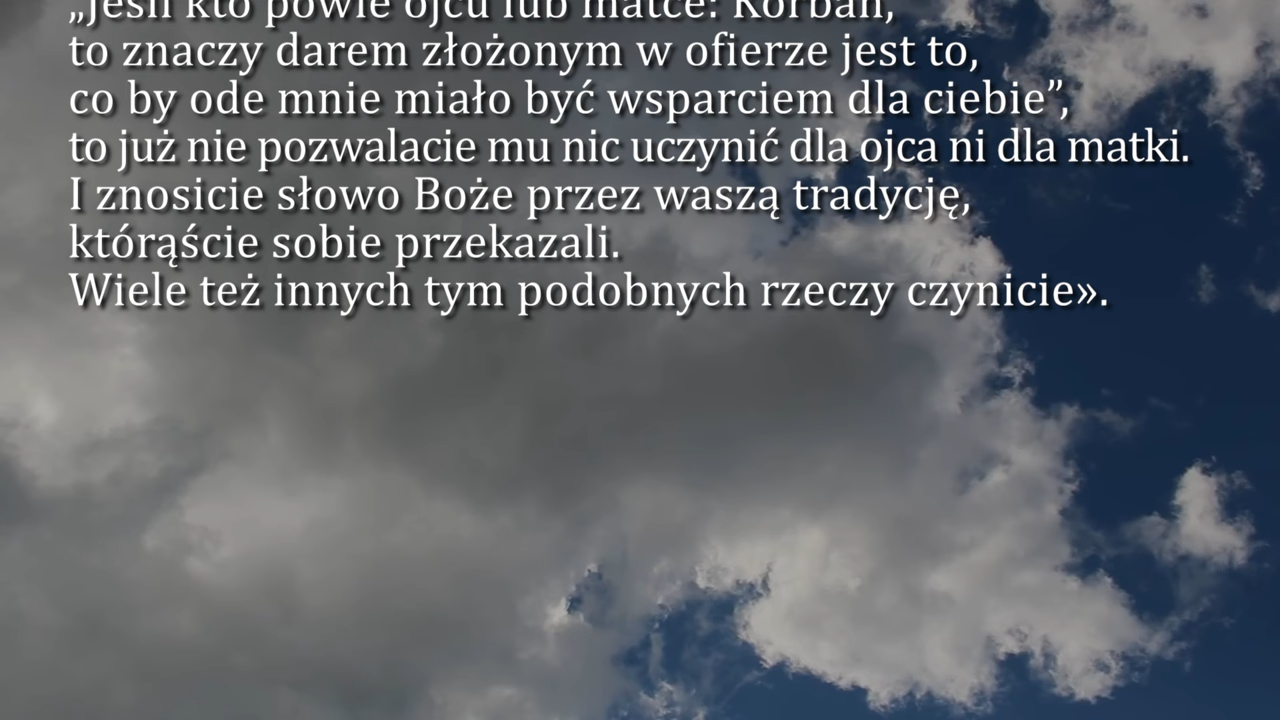 „Jeśli kto powie ojcu lub matce: Korban,
to znaczy darem złożonym w ofierze jest to,
co by ode mnie miało być wsparciem dla ciebie”,
to już nie pozwalacie mu nic uczynić dla ojca ni dla matki.
I znosicie słowo Boże przez waszą tradycję,
którąście sobie przekazali.
Wiele też innych tym podobnych rzeczy czynicie».